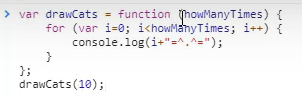 > var drawCats = function (howManyTimes) {
for (var i=0; i<howManyTimes; i++) {
console.log(i+"=^.^=");
}
};
drawCats(10);